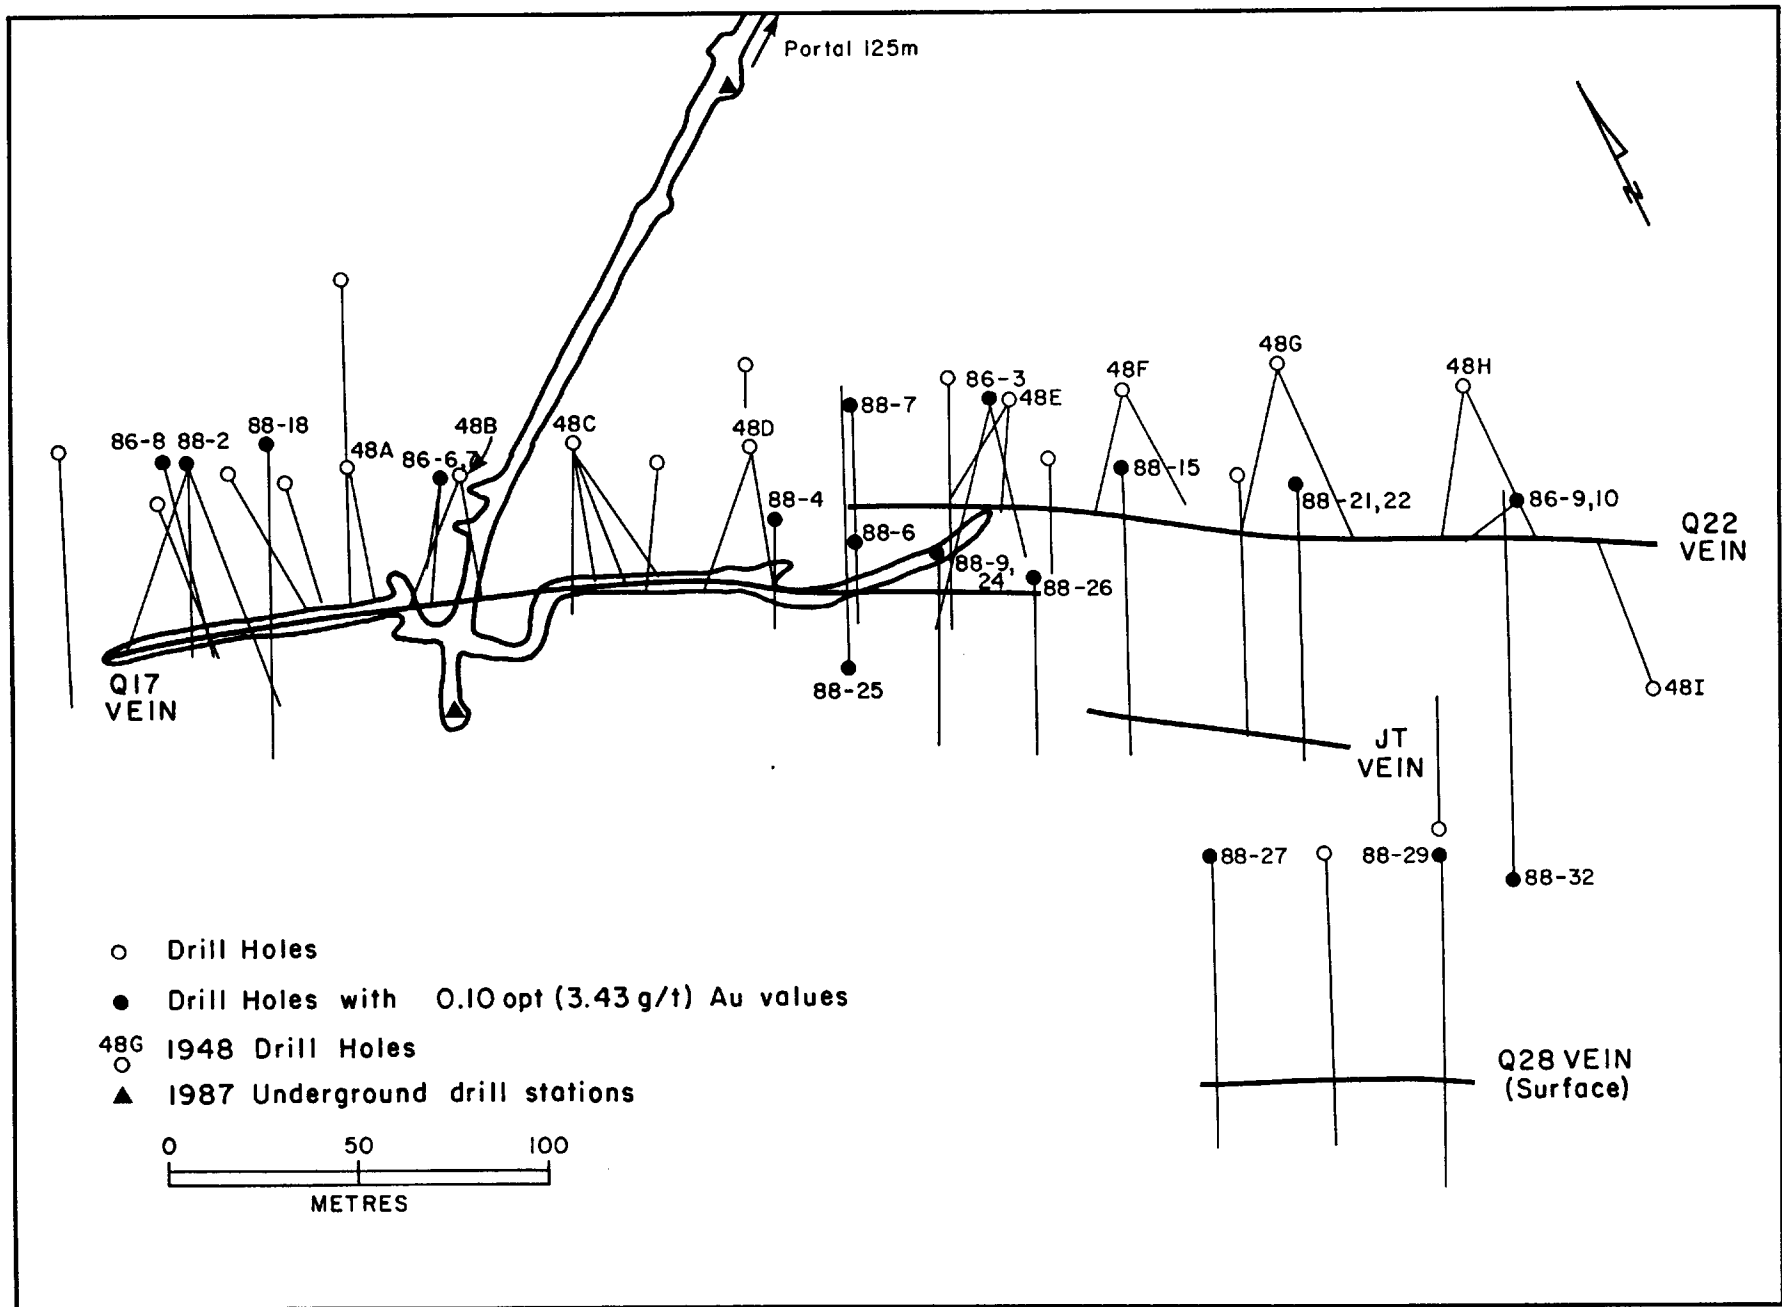 Portal 125m
N
48G
48F
48H
86-3
48E
88-7
88-18
48B
48C
48D
86-8
88-2
48A
86-6,7
88-15
88-4
88-21,22
86-9,10
88-6
Q22
VEIN
88-9,
24
88-26
Q17
VEIN
88-25
48I
JT
VEIN
88-27
88-29
88-32
Drill Holes
Drill Holes with 0.10 opt (3.43 g/t) Au values
48G
1948 Drill Holes
1987 Underground drill stations
Q28 VEIN
(Surface)
0 50 100
METRES